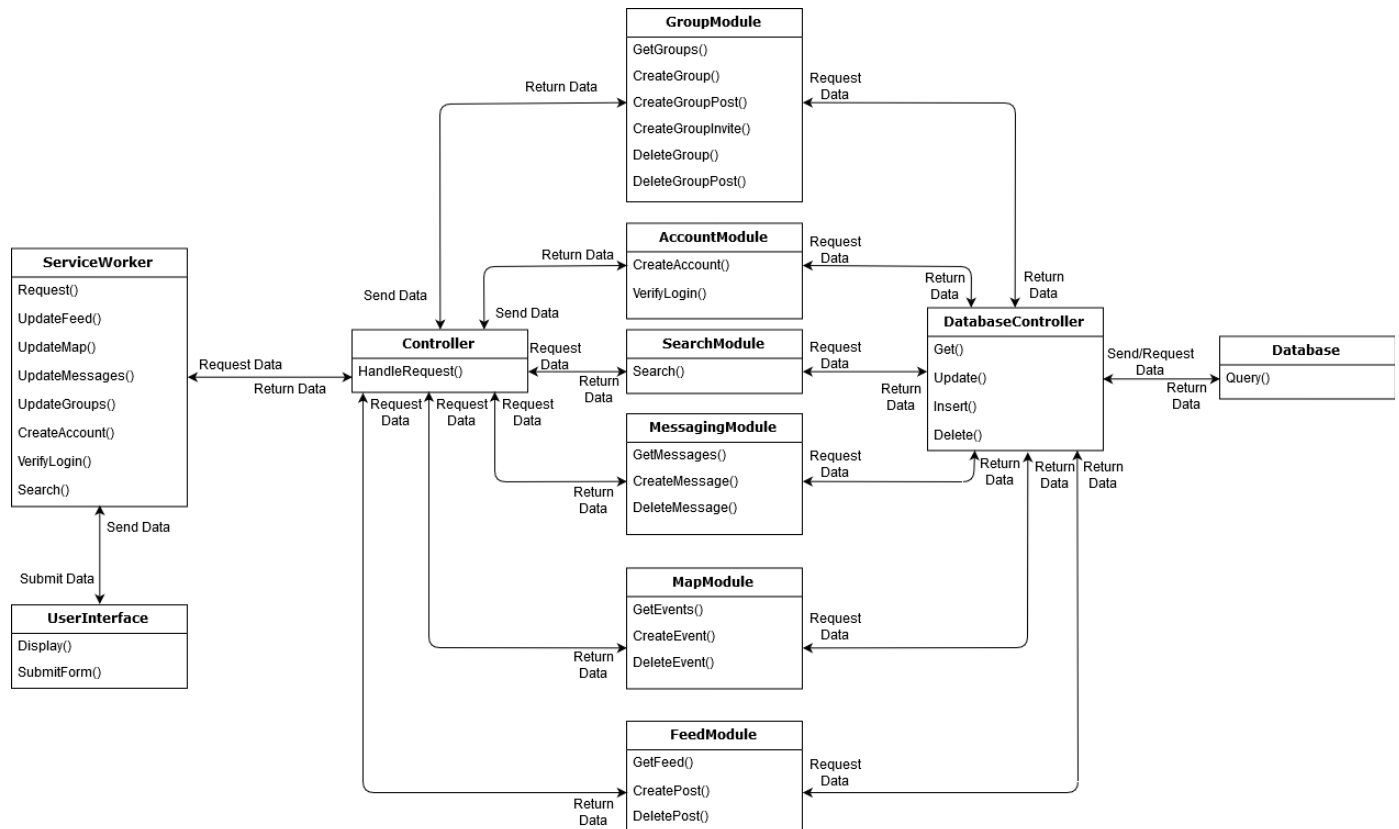 GroupModule
GetGroups()
CreateGroup()
CreateGroupPost()
CreateGroupInvite()
DeleteGroup()
DeleteGroupPost()
Return Data
Request
Data
Send Data
Return
Data
AccountModule
CreateAccount()
VerifyLogin()
Return Data
Request
Data
Send Data
Return
Data
ServiceWorker
Request()
UpdateFeed()
UpdateMap()
UpdateMessages()
UpdateGroups()
CreateAccount()
VerifyLogin()
Search()
Request Data
Return Data
Send Data
Submit Data
UserInterface
Display()
SubmitForm()
Controller
HandleRequest()
Request
Data
Return
Data
Request
Data
Request
Data
Request
Data
SearchModule
Search()
Request
Data
Return
Data
DatabaseController
Get()
Update()
Insert()
Delete()
Send/Request
Data
Return
Data
Database
Query()
MessagingModule
GetMessages()
CreateMessage()
DeleteMessage()
Return
Data
Request
Data
Return
Data
Return
Data
Return
Data
MapModule
GetEvents()
CreateEvent()
DeleteEvent()
Return
Data
Request
Data
FeedModule
GetFeed()
CreatePost()
DeletePost()
Return
Data
Request
Data